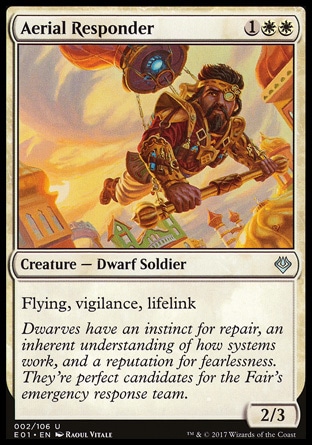 Aerial Responder 1
Creature — Dwarf Soldier
Flying, vigilance, lifelink
Dwarves have an instinct for repair, an
inherent understanding of how systems
work, and a reputation for fearlessness.
They're perfect candidates for the Fair's
emergency response team.
2/3
002/106 U
E01 • EN Raoul Vitale
™ & © 2017 Wizards of the Coast